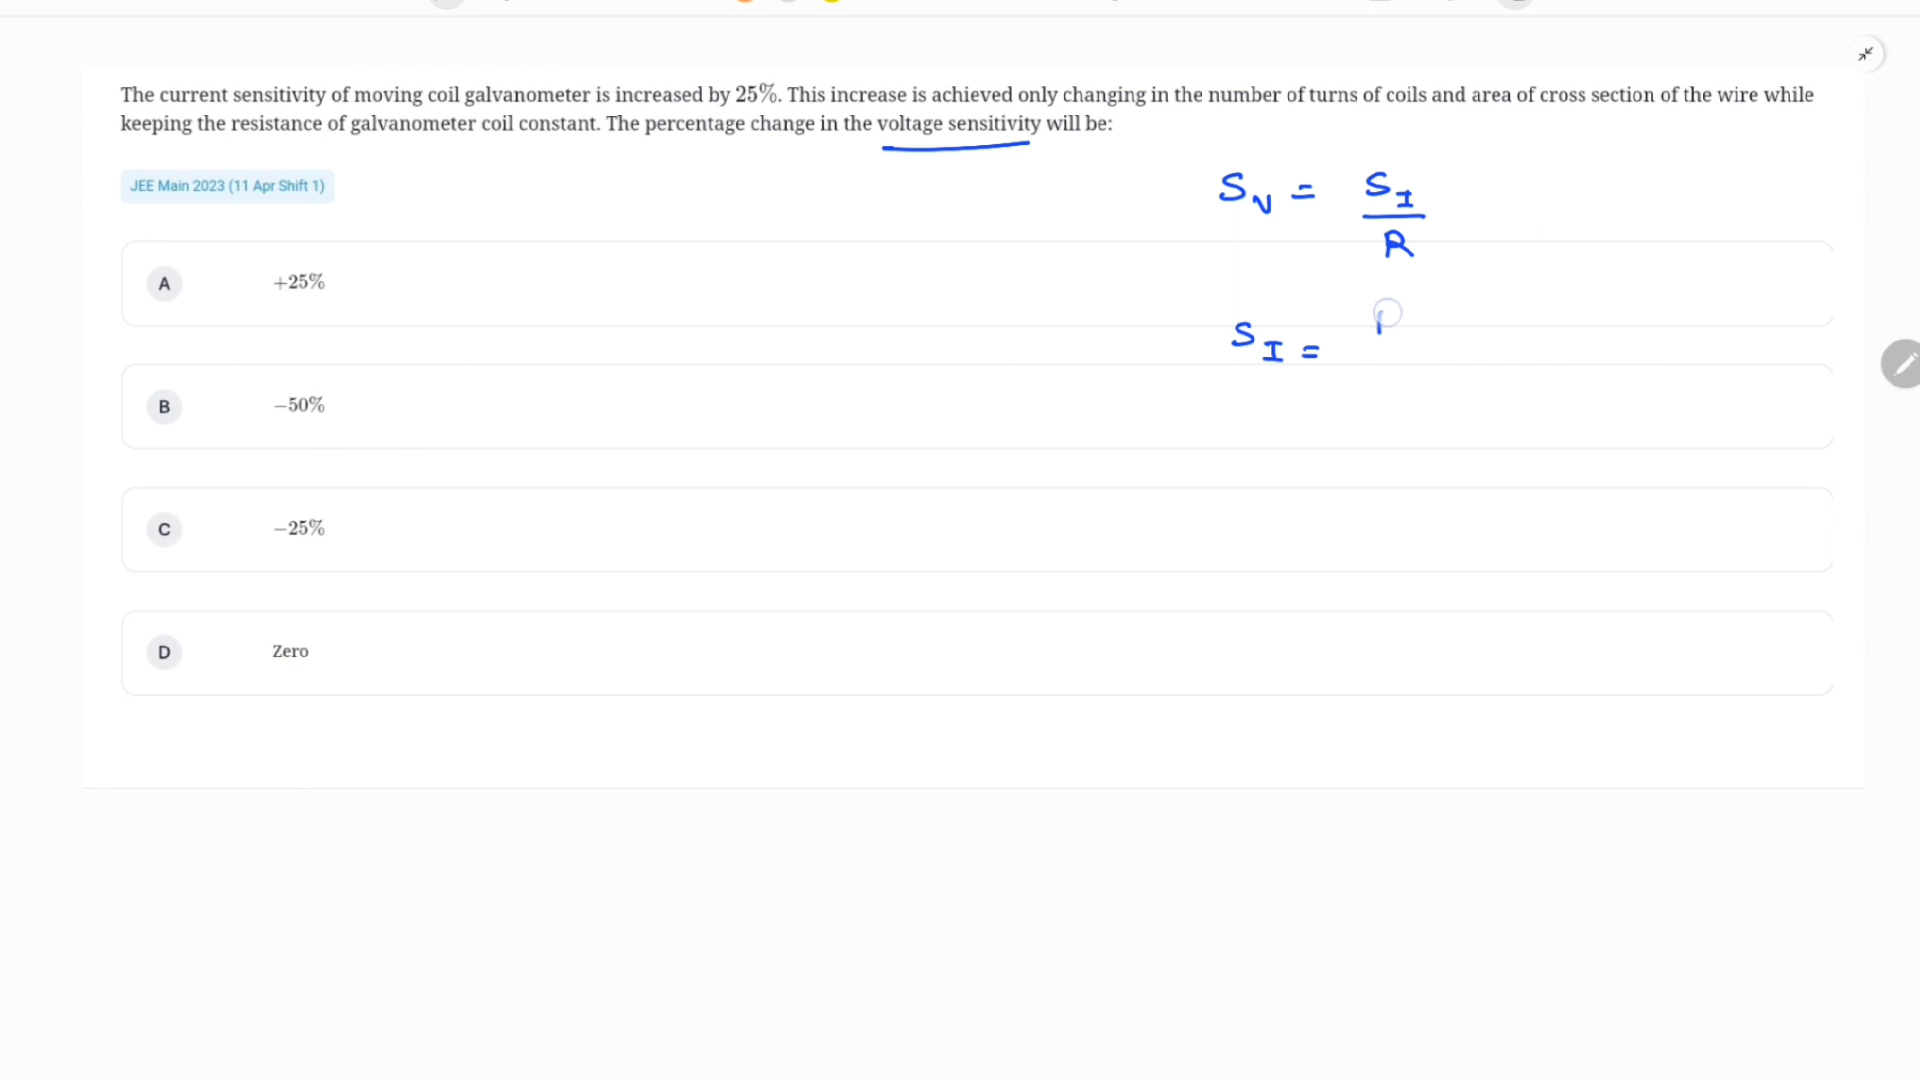 The current sensitivity of moving coil galvanometer is increased by 25%. This increase is achieved only changing in the number of turns of coils and area of cross section of the wire while
keeping the resistance of galvanometer coil constant. The percentage change in the voltage sensitivity will be:
JEE Main 2023 (11 Apr Shift 1)
S_V = S_I / R
A +25%
S_I =
B −50%
C −25%
D Zero